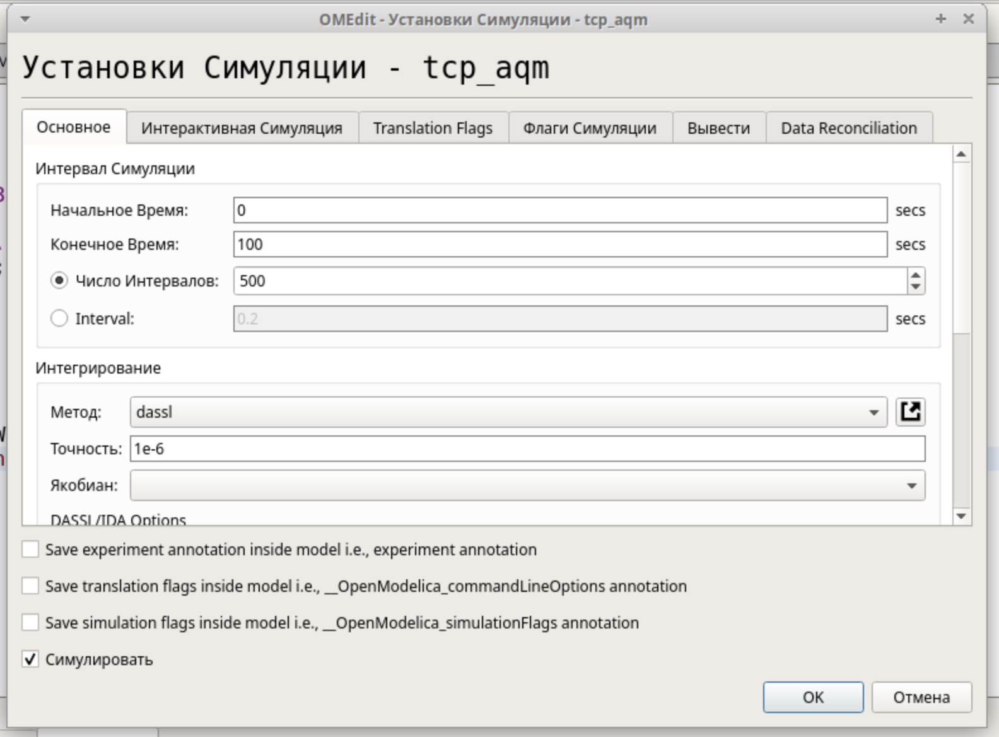 OMEdit - Установки Симуляции - tcp_aqm
Установки Симуляции - tcp_aqm
Основное Интерактивная Симуляция Translation Flags Флаги Симуляции Вывести Data Reconciliation
Интервал Симуляции
Начальное Время: 0 secs
Конечное Время: 100 secs
Число Интервалов: 500
Interval: 0.2 secs
Интегрирование
Метод: dassl
Точность: 1e-6
Якобиан:
DASSL/IDA Options
Save experiment annotation inside model i.e., experiment annotation
Save translation flags inside model i.e., __OpenModelica_commandLineOptions annotation
Save simulation flags inside model i.e., __OpenModelica_simulationFlags annotation
Симулировать
OK Отмена